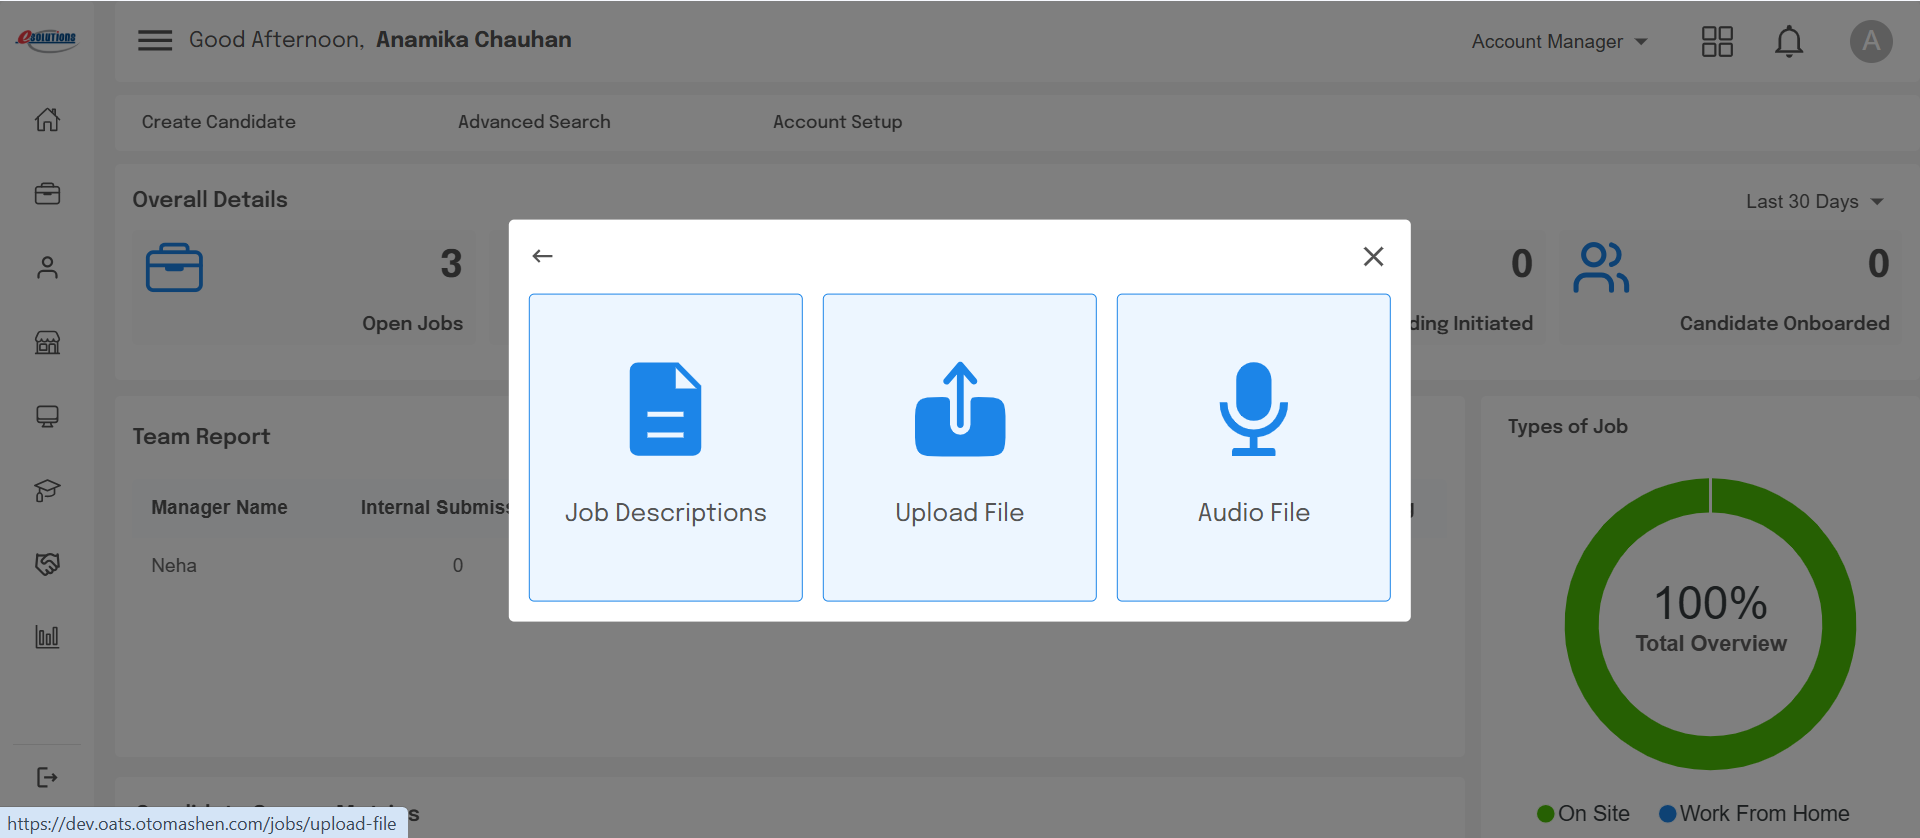 eSOLUTIONS
Good Afternoon, Anamika Chauhan
Account Manager
A
Create Candidate
Advanced Search
Account Setup
Overall Details
Last 30 Days
3
Open Jobs
0
ding Initiated
0
Candidate Onboarded
Job Descriptions
Upload File
Audio File
Team Report
Manager Name
Internal Submiss
Neha
0
Types of Job
100%
Total Overview
On Site
Work From Home
https://dev.oats.otomashen.com/jobs/upload-file